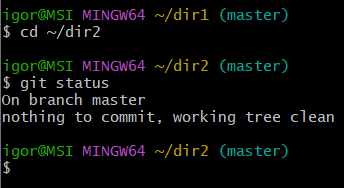 igor@MSI MINGW64 ~/dir1 (master)
$ cd ~/dir2
igor@MSI MINGW64 ~/dir2 (master)
$ git status
On branch master
nothing to commit, working tree clean
igor@MSI MINGW64 ~/dir2 (master)
$